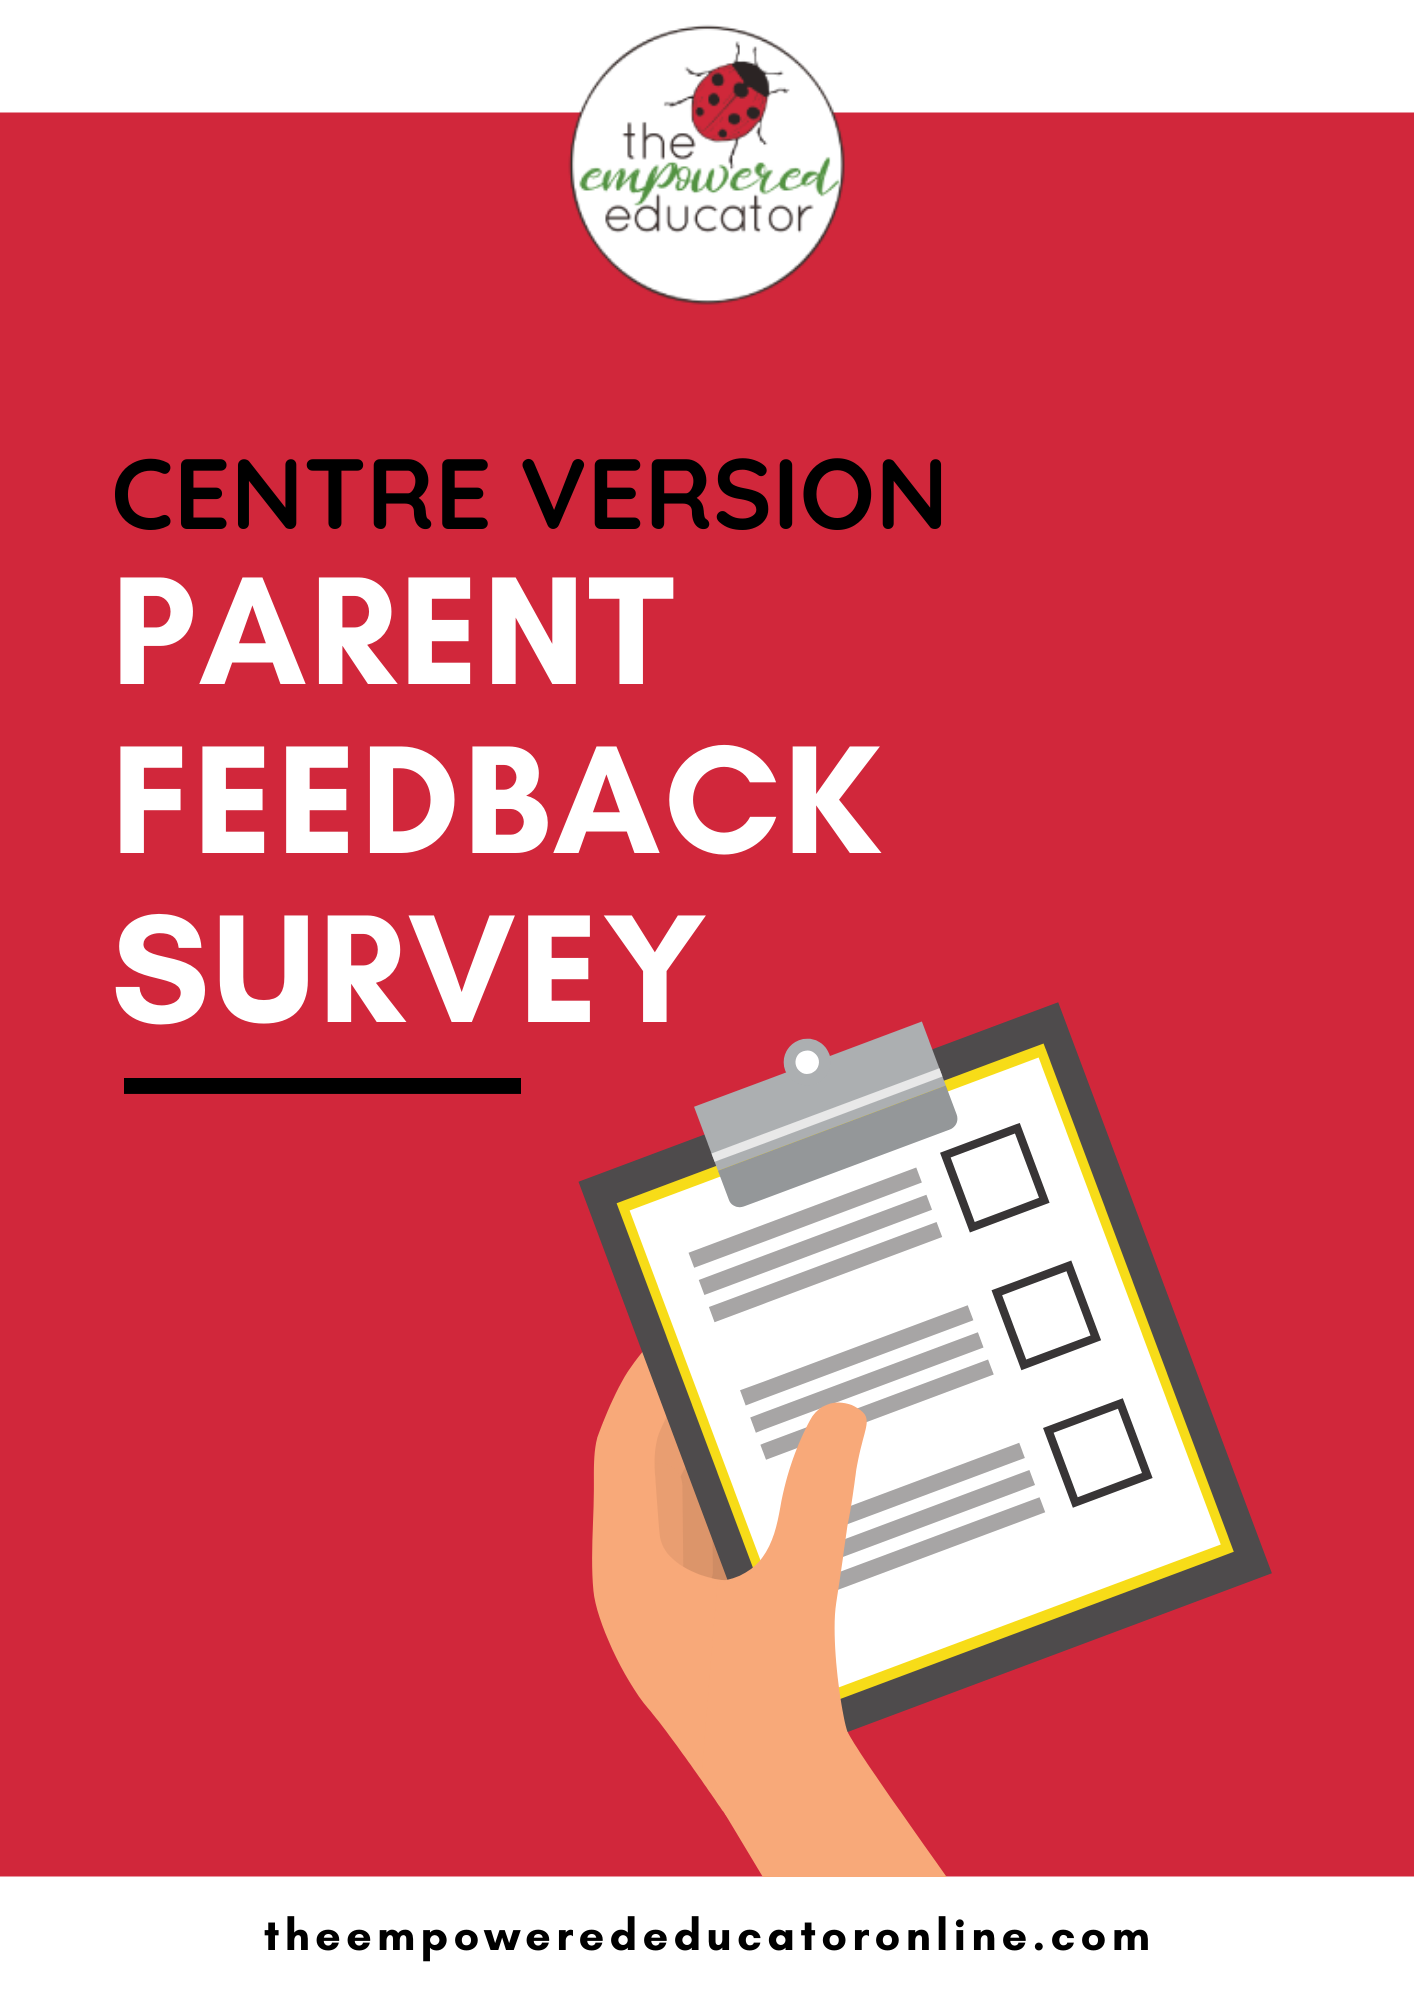 the
empowered
educator
CENTRE VERSION
PARENT
FEEDBACK
SURVEY
theempowerededucatoronline.com